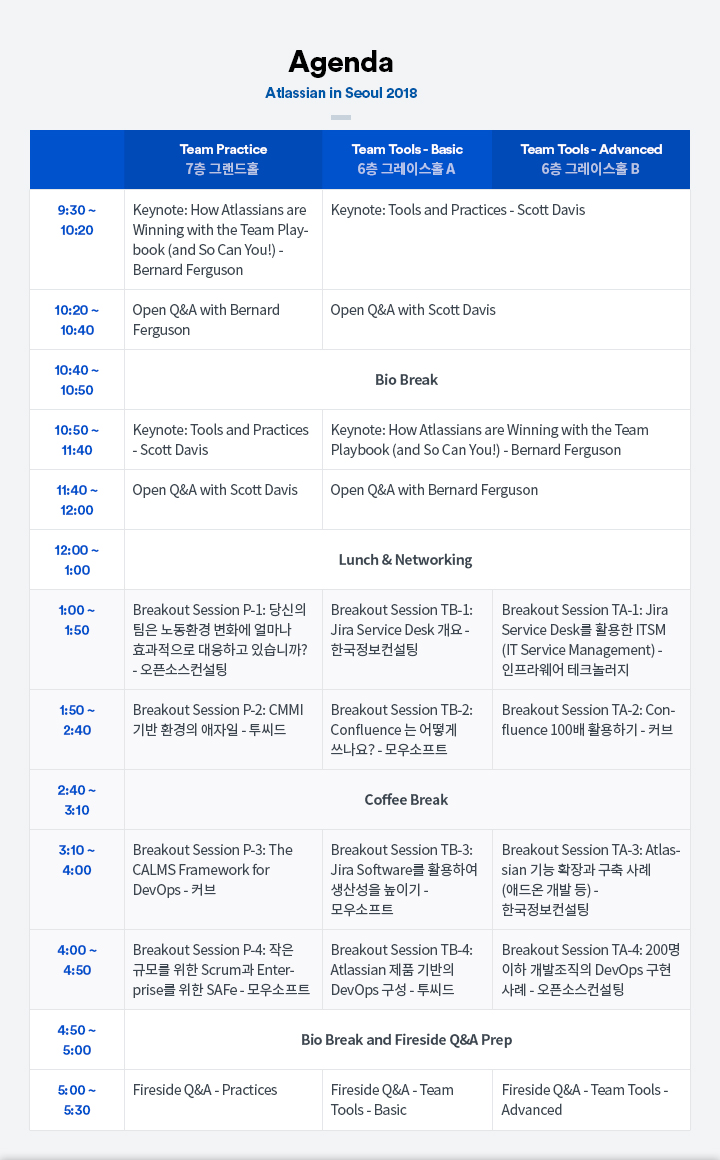 Agenda
Atlassian in Seoul 2018
Team Practice
7층 그랜드홀
Team Tools - Basic
6층 그레이스홀 A
Team Tools - Advanced
6층 그레이스홀 B
9:30 ~
10:20
Keynote: How Atlassians are
Winning with the Team Play-
book (and So Can You!) -
Bernard Ferguson
Keynote: Tools and Practices - Scott Davis
10:20 ~
10:40
Open Q&A with Bernard
Ferguson
Open Q&A with Scott Davis
10:40 ~
10:50
Bio Break
10:50 ~
11:40
Keynote: Tools and Practices
- Scott Davis
Keynote: How Atlassians are Winning with the Team
Playbook (and So Can You!) - Bernard Ferguson
11:40 ~
12:00
Open Q&A with Scott Davis
Open Q&A with Bernard Ferguson
12:00 ~
1:00
Lunch & Networking
1:00 ~
1:50
Breakout Session P-1: 당신의
팀은 노동환경 변화에 얼마나
효과적으로 대응하고 있습니까?
- 오픈소스컨설팅
Breakout Session TB-1:
Jira Service Desk 개요 -
한국정보컨설팅
Breakout Session TA-1: Jira
Service Desk를 활용한 ITSM
(IT Service Management) -
인프라웨어 테크놀러지
1:50 ~
2:40
Breakout Session P-2: CMMI
기반 환경의 애자일 - 투씨드
Breakout Session TB-2:
Confluence 는 어떻게
쓰나요? - 모우소프트
Breakout Session TA-2: Con-
fluence 100배 활용하기 - 커브
2:40 ~
3:10
Coffee Break
3:10 ~
4:00
Breakout Session P-3: The
CALMS Framework for
DevOps - 커브
Breakout Session TB-3:
Jira Software를 활용하여
생산성을 높이기 -
모우소프트
Breakout Session TA-3: Atlas-
sian 기능 확장과 구축 사례
(애드온 개발 등) -
한국정보컨설팅
4:00 ~
4:50
Breakout Session P-4: 작은
규모를 위한 Scrum과 Enter-
prise를 위한 SAFe - 모우소프트
Breakout Session TB-4:
Atlassian 제품 기반의
DevOps 구성 - 투씨드
Breakout Session TA-4: 200명
이하 개발조직의 DevOps 구현
사례 - 오픈소스컨설팅
4:50 ~
5:00
Bio Break and Fireside Q&A Prep
5:00 ~
5:30
Fireside Q&A - Practices
Fireside Q&A - Team
Tools - Basic
Fireside Q&A - Team Tools -
Advanced